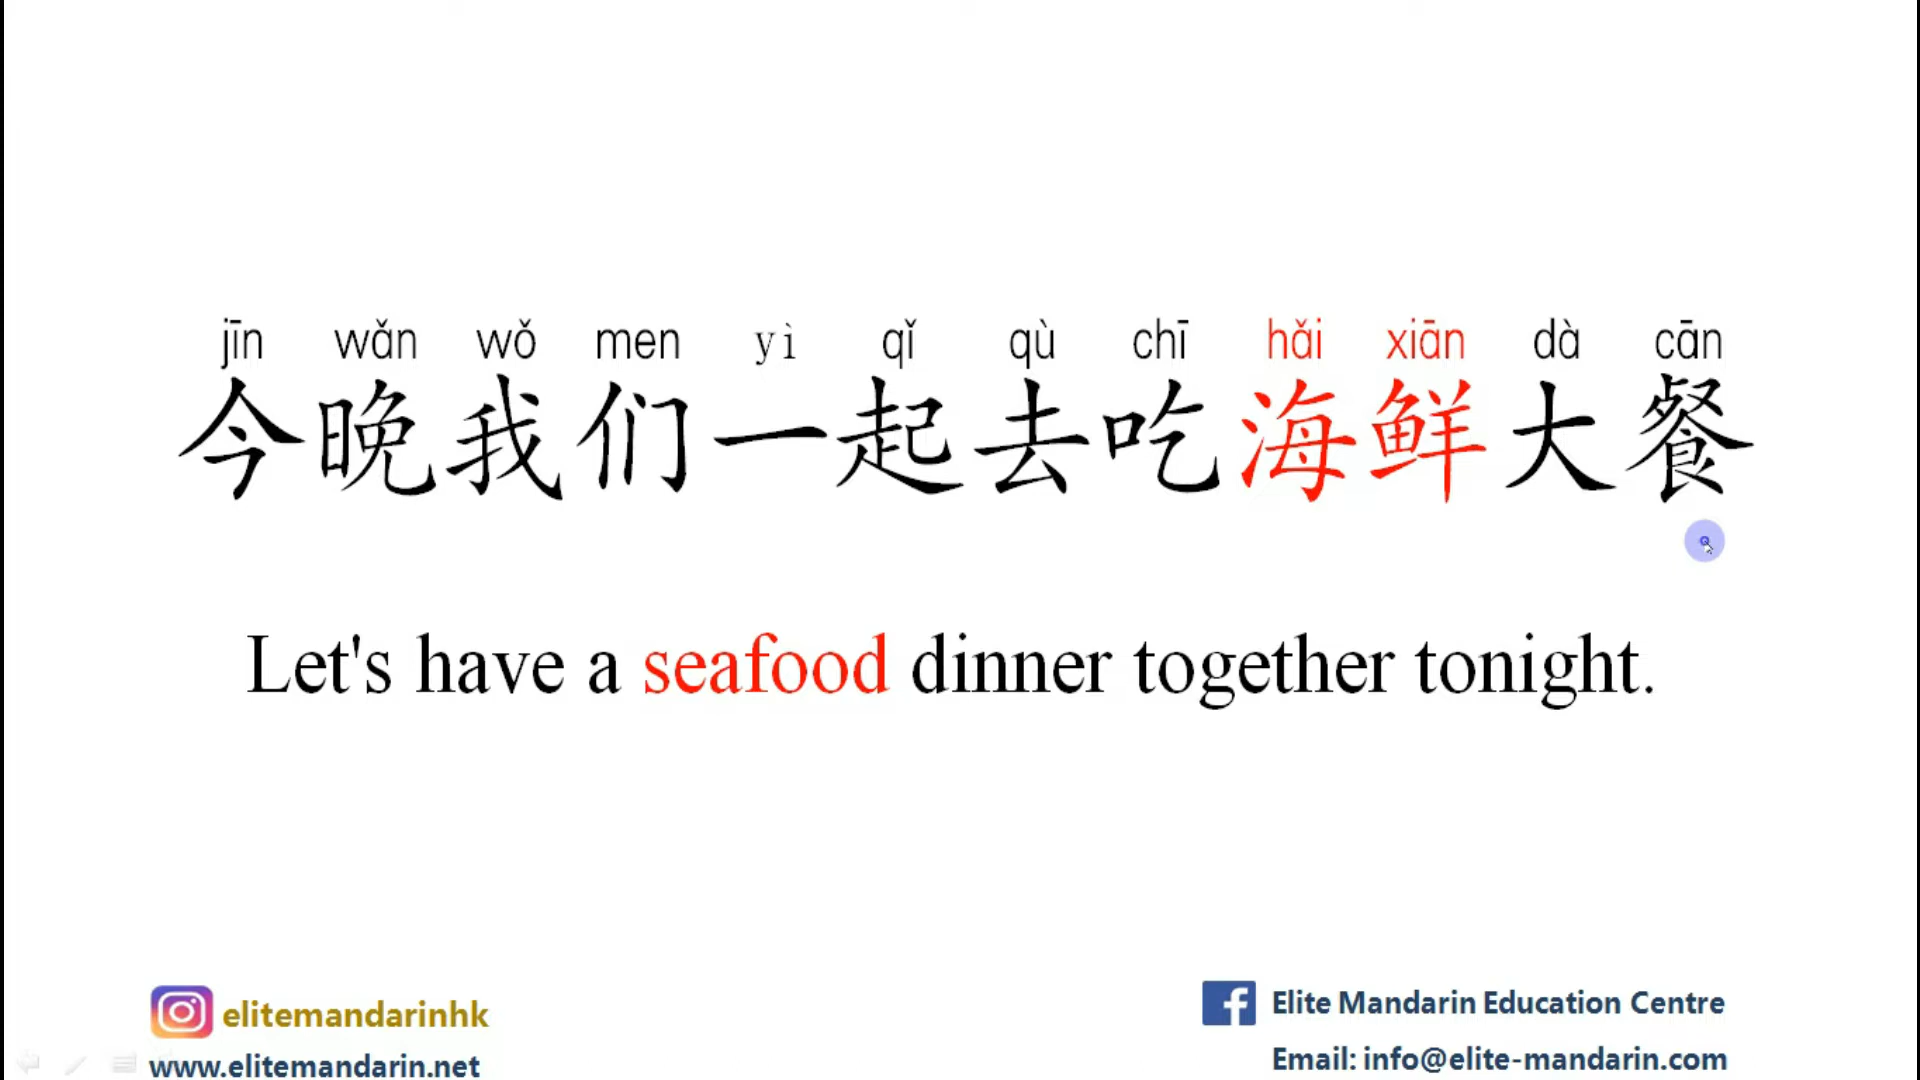 jīn wǎn wǒ men yì qǐ qù chī hǎi xiān dà cān
今晚我们一起去吃海鲜大餐
Let's have a seafood dinner together tonight.
elitemandarinhk
www.elitemandarin.net
Elite Mandarin Education Centre
Email: info@elite-mandarin.com